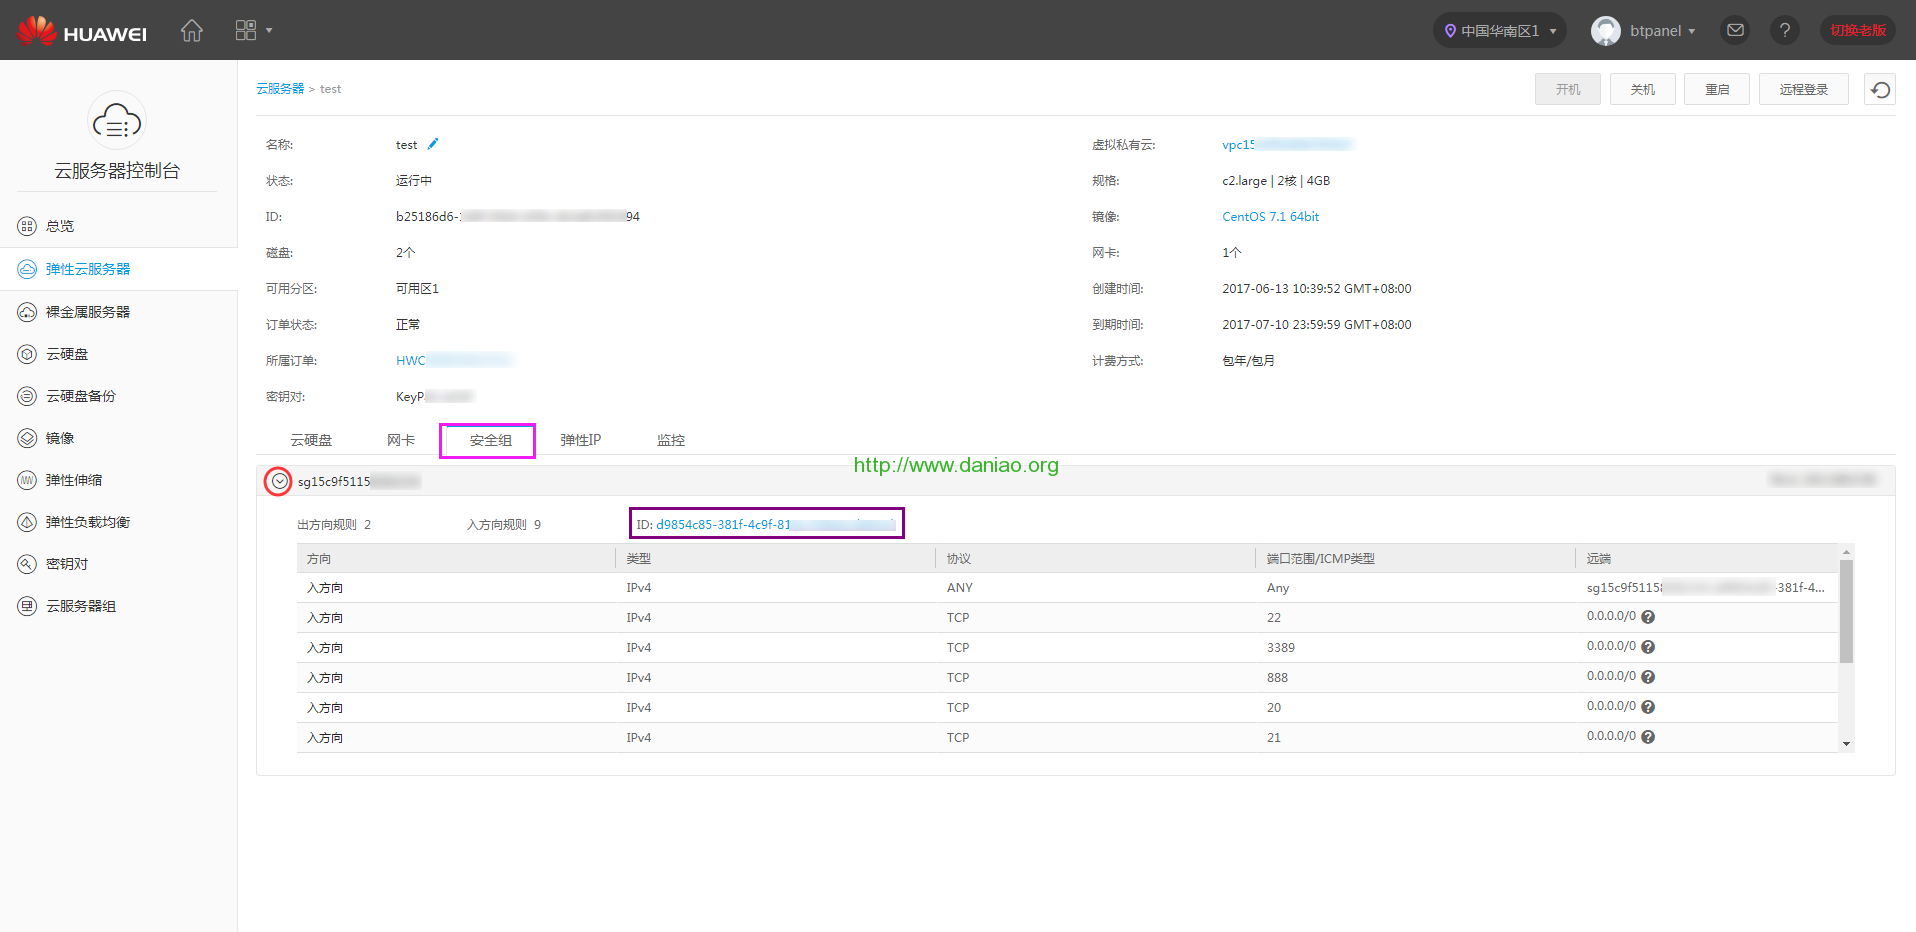 HUAWEI
中国华南区1
btpanel
切换老版
云服务器控制台
总览
弹性云服务器
裸金属服务器
云硬盘
云硬盘备份
镜像
弹性伸缩
弹性负载均衡
密钥对
云服务器组
云服务器 > test
开机 关机 重启 远程登录
名称: test
虚拟私有云: vpc15
状态: 运行中
规格: c2.large | 2核 | 4GB
ID: b25186d6- 94
镜像: CentOS 7.1 64bit
磁盘: 2个
网卡: 1个
可用分区: 可用区1
创建时间: 2017-06-13 10:39:52 GMT+08:00
订单状态: 正常
到期时间: 2017-07-10 23:59:59 GMT+08:00
所属订单: HWC
计费方式: 包年/包月
密钥对: KeyP
云硬盘 网卡 安全组 弹性IP 监控
http://www.daniao.org
sg15c9f5115
出方向规则 2 入方向规则 9 ID: d9854c85-381f-4c9f-81
方向 类型 协议 端口范围/ICMP类型 远端
入方向 IPv4 ANY Any sg15c9f5115 -381f-4...
入方向 IPv4 TCP 22 0.0.0.0/0
入方向 IPv4 TCP 3389 0.0.0.0/0
入方向 IPv4 TCP 888 0.0.0.0/0
入方向 IPv4 TCP 20 0.0.0.0/0
入方向 IPv4 TCP 21 0.0.0.0/0